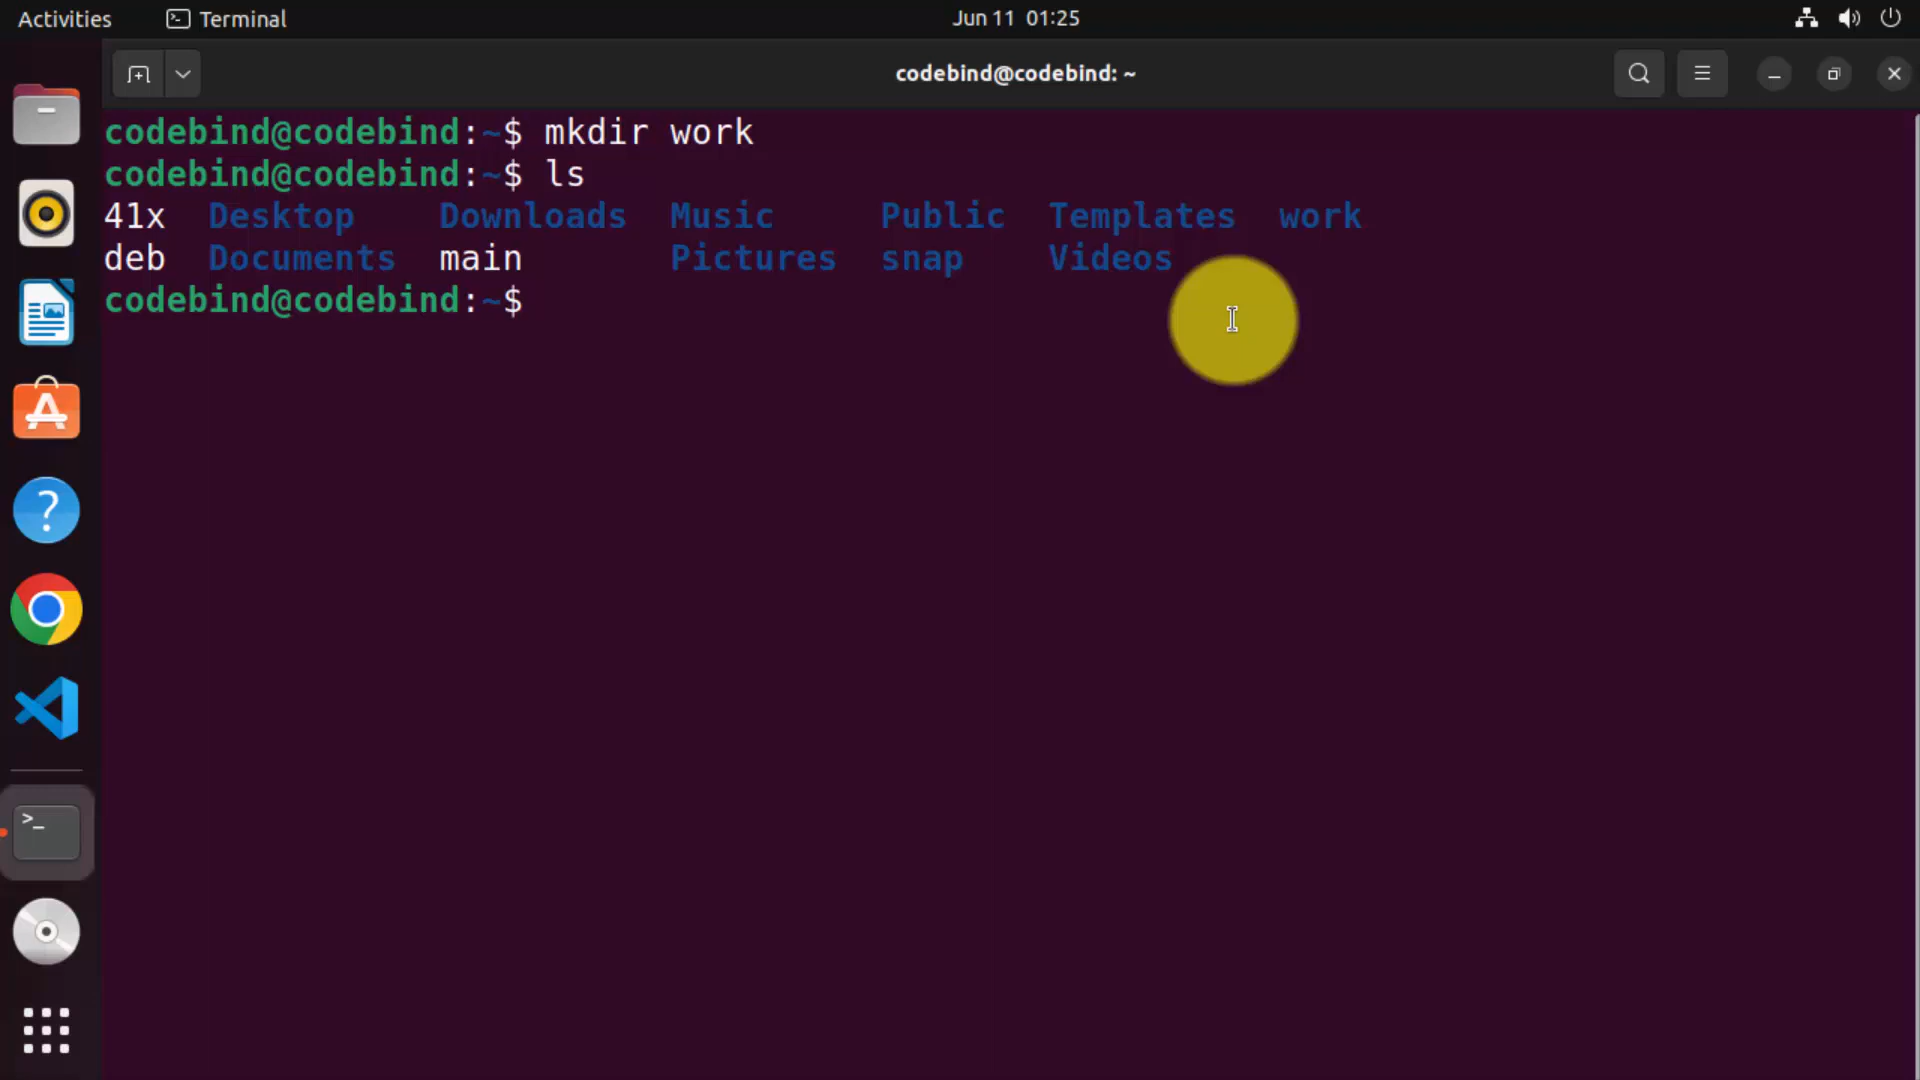 Activities Terminal Jun 11 01:25
codebind@codebind: ~
codebind@codebind:~$ mkdir work
codebind@codebind:~$ ls
41x Desktop Downloads Music Public Templates work
deb Documents main Pictures snap Videos
codebind@codebind:~$